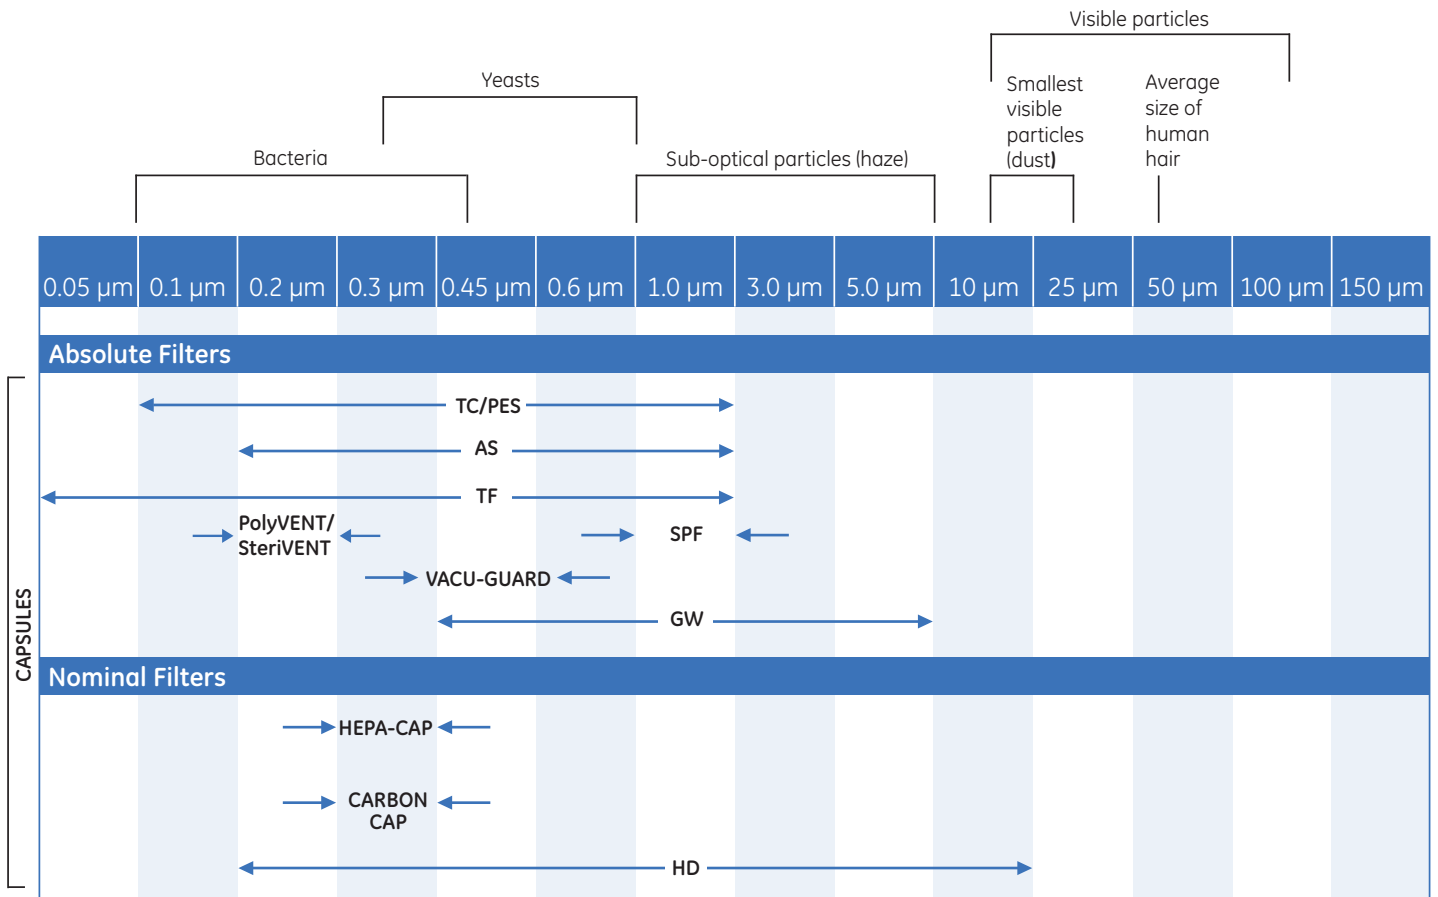 Visible particles
Yeasts
Smallest
visible
particles
(dust)
Average
size of
human
hair
Bacteria
Sub-optical particles (haze)
0.05 µm 0.1 µm 0.2 µm 0.3 µm 0.45 µm 0.6 µm 1.0 µm 3.0 µm 5.0 µm 10 µm 25 µm 50 µm 100 µm 150 µm
Absolute Filters
CAPSULES
TC/PES
AS
TF
PolyVENT/
SteriVENT
SPF
VACU-GUARD
GW
Nominal Filters
HEPA-CAP
CARBON
CAP
HD